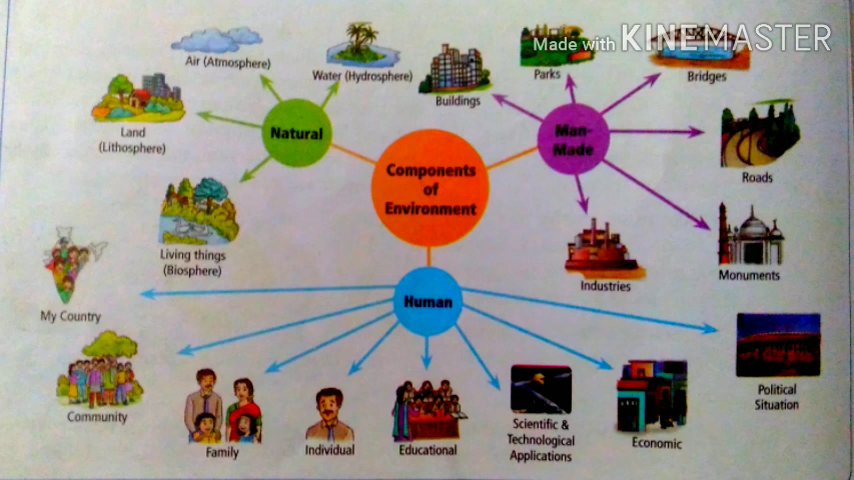 Made with KINEMASTER
Air (Atmosphere)
Water (Hydrosphere)
Buildings
Parks
Bridges
Land
(Lithosphere)
Natural
Man-
Made
Roads
Components
of
Environment
Living things
(Biosphere)
Industries
Monuments
My Country
Human
Community
Family
Individual
Educational
Scientific &
Technological
Applications
Economic
Political
Situation